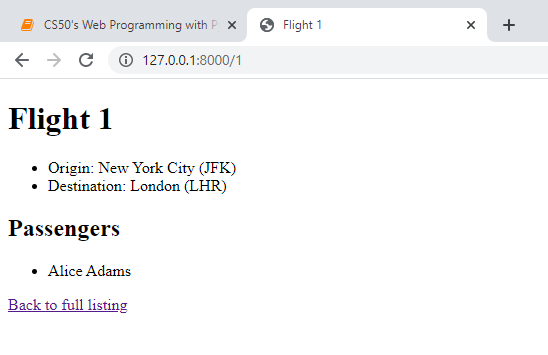 CS50's Web Programming with P
Flight 1
127.0.0.1:8000/1
Flight 1
Origin: New York City (JFK)
Destination: London (LHR)
Passengers
Alice Adams
Back to full listing